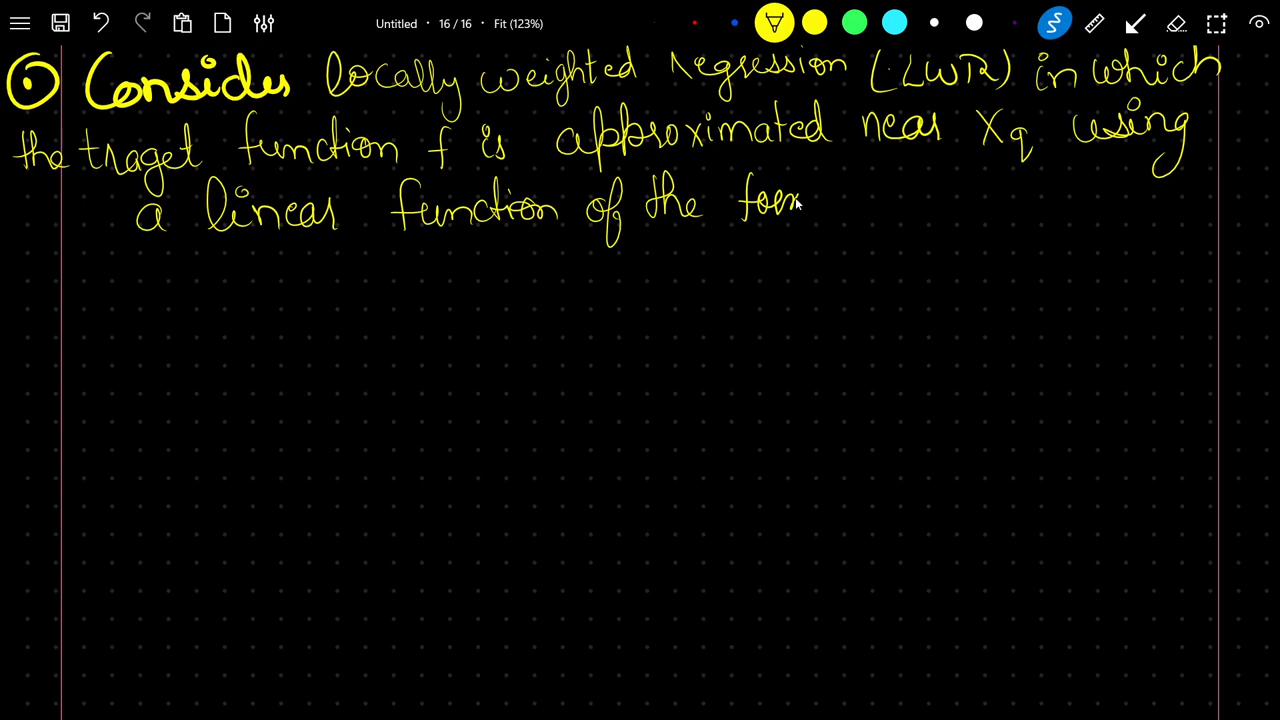 Untitled • 16 / 16 • Fit (123%)
Consider locally weighted regression (LWR) in which
the traget function f is approximated near Xq using
a linear function of the form